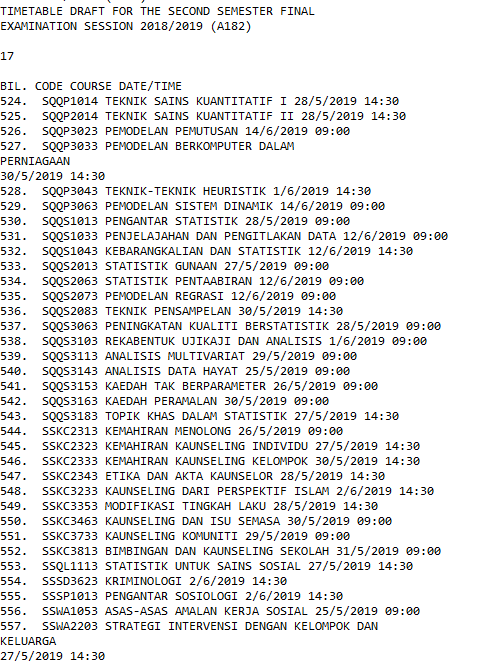 TIMETABLE DRAFT FOR THE SECOND SEMESTER FINAL
EXAMINATION SESSION 2018/2019 (A182)
17
BIL. CODE COURSE DATE/TIME
524. SQQP1014 TEKNIK SAINS KUANTITATIF I 28/5/2019 14:30
525. SQQP2014 TEKNIK SAINS KUANTITATIF II 28/5/2019 14:30
526. SQQP3023 PEMODELAN PEMUTUSAN 14/6/2019 09:00
527. SQQP3033 PEMODELAN BERKOMPUTER DALAM
PERNIAGAAN
30/5/2019 14:30
528. SQQP3043 TEKNIK-TEKNIK HEURISTIK 1/6/2019 14:30
529. SQQP3063 PEMODELAN SISTEM DINAMIK 14/6/2019 09:00
530. SQQS1013 PENGANTAR STATISTIK 28/5/2019 09:00
531. SQQS1033 PENJELAJAHAN DAN PENGITLAKAN DATA 12/6/2019 09:00
532. SQQS1043 KEBARANGKALIAN DAN STATISTIK 12/6/2019 14:30
533. SQQS2013 STATISTIK GUNAAN 27/5/2019 09:00
534. SQQS2063 STATISTIK PENTAABIRAN 12/6/2019 09:00
535. SQQS2073 PEMODELAN REGRASI 12/6/2019 09:00
536. SQQS2083 TEKNIK PENSAMPELAN 30/5/2019 14:30
537. SQQS3063 PENINGKATAN KUALITI BERSTATISTIK 28/5/2019 09:00
538. SQQS3103 REKABENTUK UJIKAJI DAN ANALISIS 1/6/2019 09:00
539. SQQS3113 ANALISIS MULTIVARIAT 29/5/2019 09:00
540. SQQS3143 ANALISIS DATA HAYAT 25/5/2019 09:00
541. SQQS3153 KAEDAH TAK BERPARAMETER 26/5/2019 09:00
542. SQQS3163 KAEDAH PERAMALAN 30/5/2019 09:00
543. SQQS3183 TOPIK KHAS DALAM STATISTIK 27/5/2019 14:30
544. SSKC2313 KEMAHIRAN MENOLONG 26/5/2019 09:00
545. SSKC2323 KEMAHIRAN KAUNSELING INDIVIDU 27/5/2019 14:30
546. SSKC2333 KEMAHIRAN KAUNSELING KELOMPOK 30/5/2019 14:30
547. SSKC2343 ETIKA DAN AKTA KAUNSELOR 28/5/2019 14:30
548. SSKC3233 KAUNSELING DARI PERSPEKTIF ISLAM 2/6/2019 14:30
549. SSKC3353 MODIFIKASI TINGKAH LAKU 28/5/2019 14:30
550. SSKC3463 KAUNSELING DAN ISU SEMASA 30/5/2019 09:00
551. SSKC3733 KAUNSELING KOMUNITI 29/5/2019 09:00
552. SSKC3813 BIMBINGAN DAN KAUNSELING SEKOLAH 31/5/2019 09:00
553. SSQL1113 STATISTIK UNTUK SAINS SOSIAL 27/5/2019 14:30
554. SSSD3623 KRIMINOLOGI 2/6/2019 14:30
555. SSSP1013 PENGANTAR SOSIOLOGI 2/6/2019 14:30
556. SSWA1053 ASAS-ASAS AMALAN KERJA SOSIAL 25/5/2019 09:00
557. SSWA2203 STRATEGI INTERVENSI DENGAN KELOMPOK DAN
KELUARGA
27/5/2019 14:30